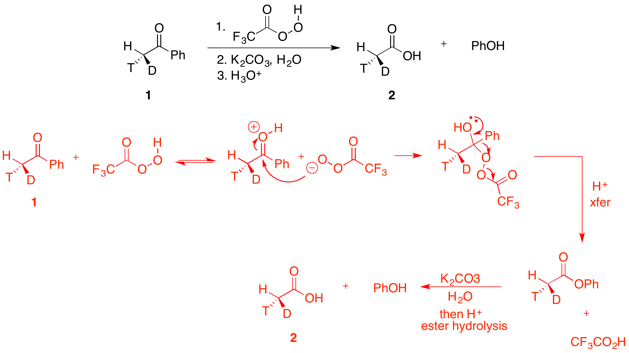 1.
O
H
F₃C
O
O
H
O
Ph
T
D
2. K₂CO₃, H₂O
3. H₃O⁺
1
H
O
OH
T
D
+
PhOH
2
H
O
Ph
T
D
1
+
O
H
F₃C
O
O
⊕
O
H
H
Ph
T
D
+
⊖
O
O
O
CF₃
HO
Ph
H
T
D
O
O
O
CF₃
H⁺
xfer
H
O
OPh
T
D
+
CF₃CO₂H
K2CO3
H₂O
then H⁺
ester hydrolysis
H
O
OH
T
D
+
PhOH
2